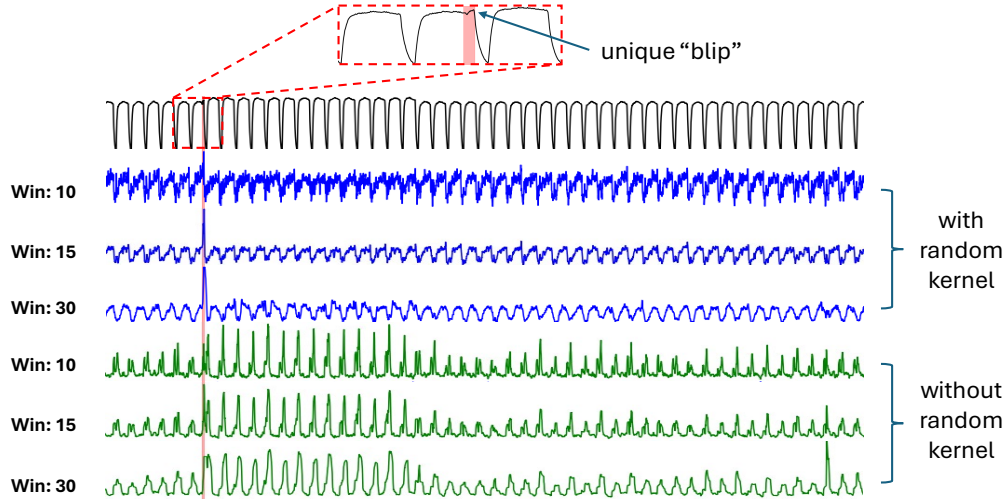 unique “blip”
Win: 10
Win: 15
Win: 30
with
random
kernel
Win: 10
Win: 15
Win: 30
without
random
kernel